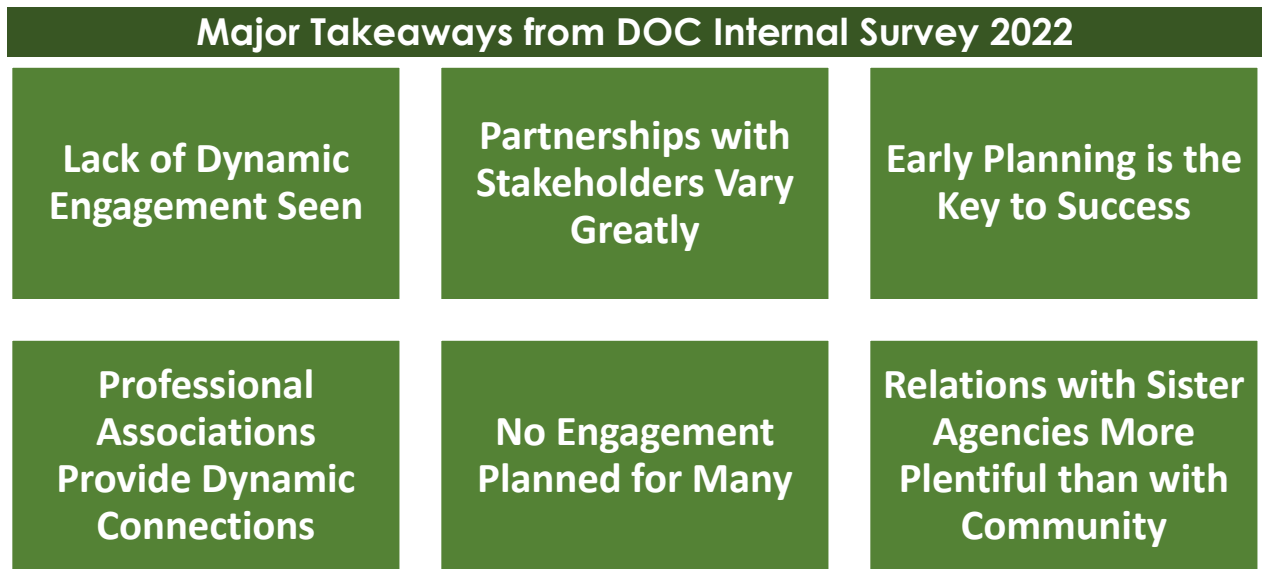 Major Takeaways from DOC Internal Survey 2022
Lack of Dynamic
Engagement Seen
Partnerships with
Stakeholders Vary
Greatly
Early Planning is the
Key to Success
Professional
Associations
Provide Dynamic
Connections
No Engagement
Planned for Many
Relations with Sister
Agencies More
Plentiful than with
Community